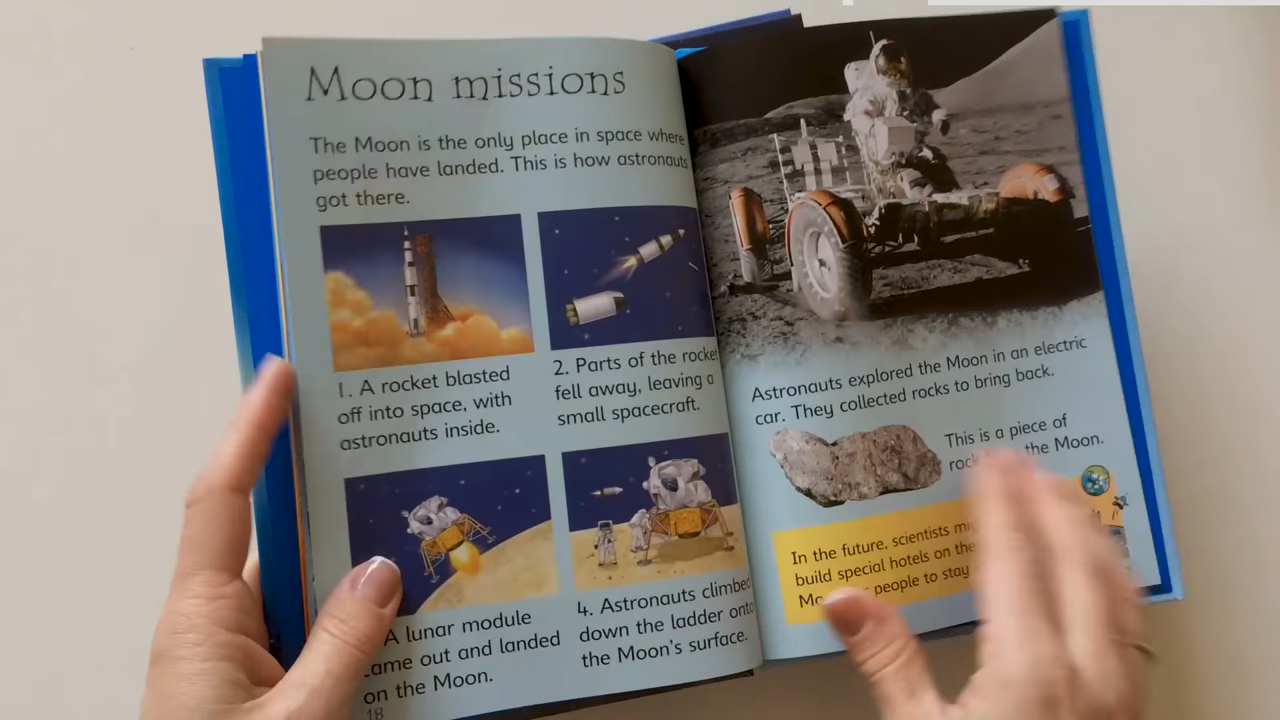 Moon missions
The Moon is the only place in space where
people have landed. This is how astronauts
got there.
1. A rocket blasted
off into space, with
astronauts inside.
2. Parts of the rocket
fell away, leaving a
small spacecraft.
A lunar module
came out and landed
on the Moon.
4. Astronauts climbed
down the ladder onto
the Moon's surface.
18
Astronauts explored the Moon in an electric
car. They collected rocks to bring back.
This is a piece of
the Moon.
In the future, scientists
build special hotels on the
people to stay